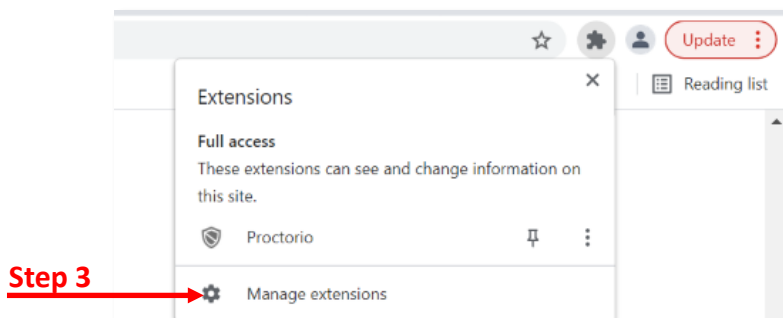 Update
Reading list
Extensions
Full access
These extensions can see and change information on
this site.
Proctorio
Step 3
Manage extensions